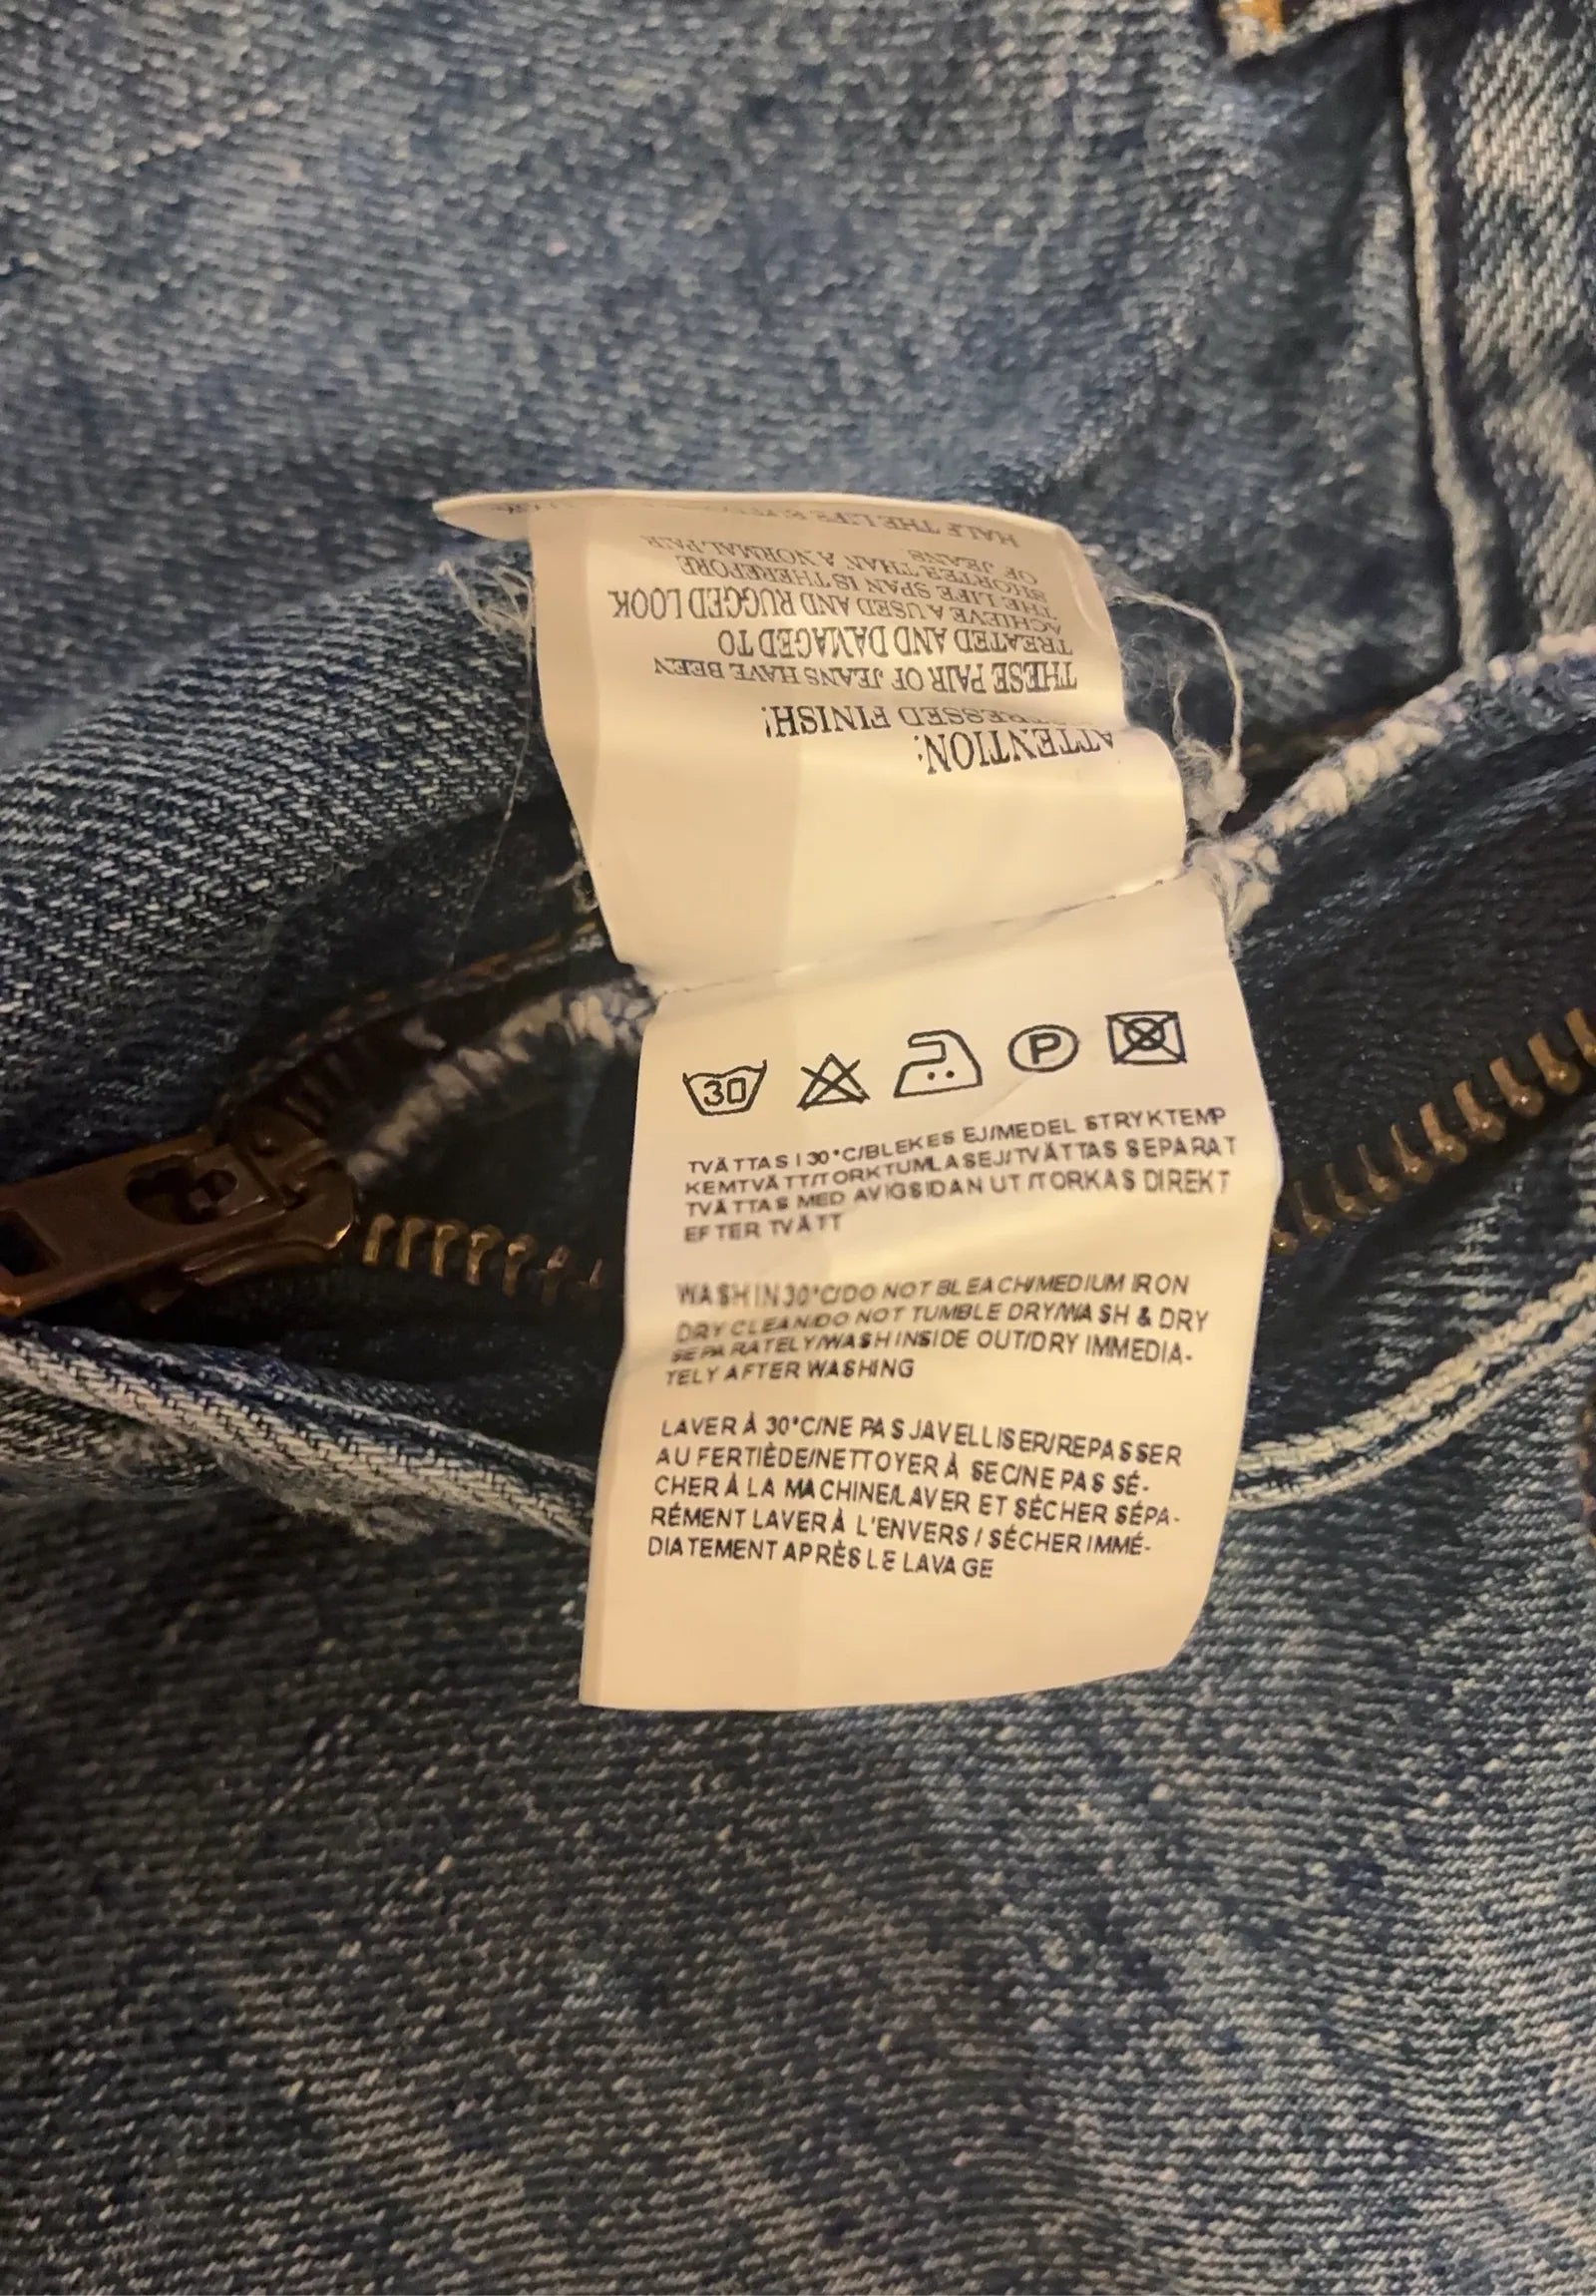 ATTENTION:
RESSED FINISH!
THESE PAIR OF JEANS HAVE BEEN
TREATED AND DAMAGED TO
ACHIEVE A USED AND RUGGED LOOK
THE LIFE SPAN IS THEREFORE
SHORTER THAN A NORMAL PAIR
OF JEANS
HALF THE LIFE &
30
P
TVÄTTAS I 30°C/BLEKES EJ/MEDEL STRYKTEMP
KEMTVÄTT/TORKTUMLAS EJ/TVÄTTAS SEPARAT
TVÄTTAS MED AVIGSIDAN UT/TORKAS DIREKT
EFTER TVÄTT
WASH IN 30°C/DO NOT BLEACH/MEDIUM IRON
DRY CLEAN/DO NOT TUMBLE DRY/WASH & DRY
SEPARATELY/WASH INSIDE OUT/DRY IMMEDIA-
TELY AFTER WASHING
LAVER À 30°C/NE PAS JAVELLISER/REPASSER
AU FERTIÈDE/NETTOYER À SEC/NE PAS SÉ-
CHER À LA MACHINE/LAVER ET SÉCHER SÉPA-
RÉMENT LAVER À L'ENVERS / SÉCHER IMMÉ-
DIATEMENT APRÈS LE LAVAGE